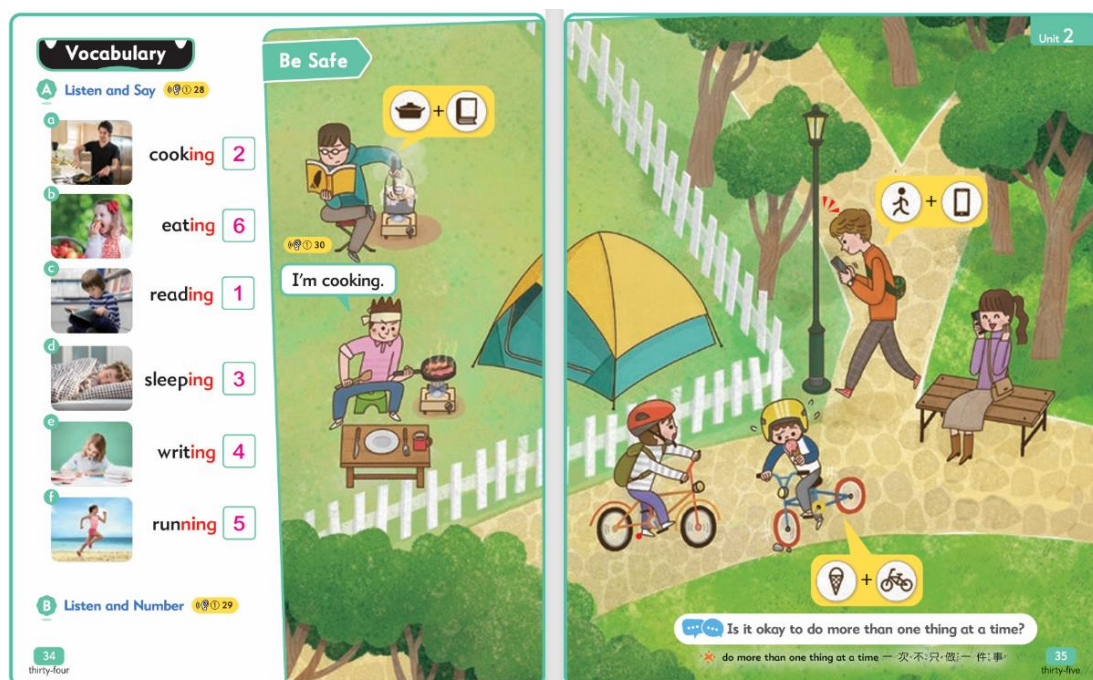 Vocabulary
A Listen and Say 1 28
a
cooking 2
b
eating 6
c
reading 1
d
sleeping 3
e
writing 4
f
running 5
B Listen and Number 1 29
34
thirty-four
Be Safe
+
1 30
I'm cooking.
Unit 2
+
+
Is it okay to do more than one thing at a time?
do more than one thing at a time 一次不只做一件事
35
thirty-five